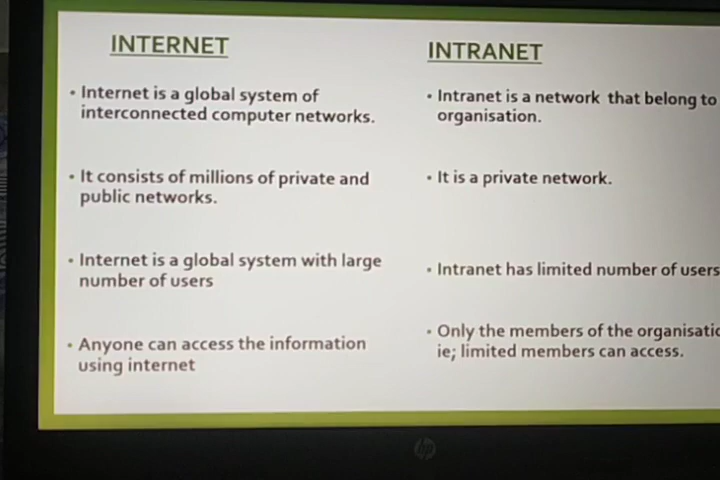 INTERNET
• Internet is a global system of
interconnected computer networks.
• It consists of millions of private and
public networks.
• Internet is a global system with large
number of users
• Anyone can access the information
using internet
INTRANET
• Intranet is a network that belong to
organisation.
• It is a private network.
• Intranet has limited number of users
• Only the members of the
ie; limited members can access.
hp